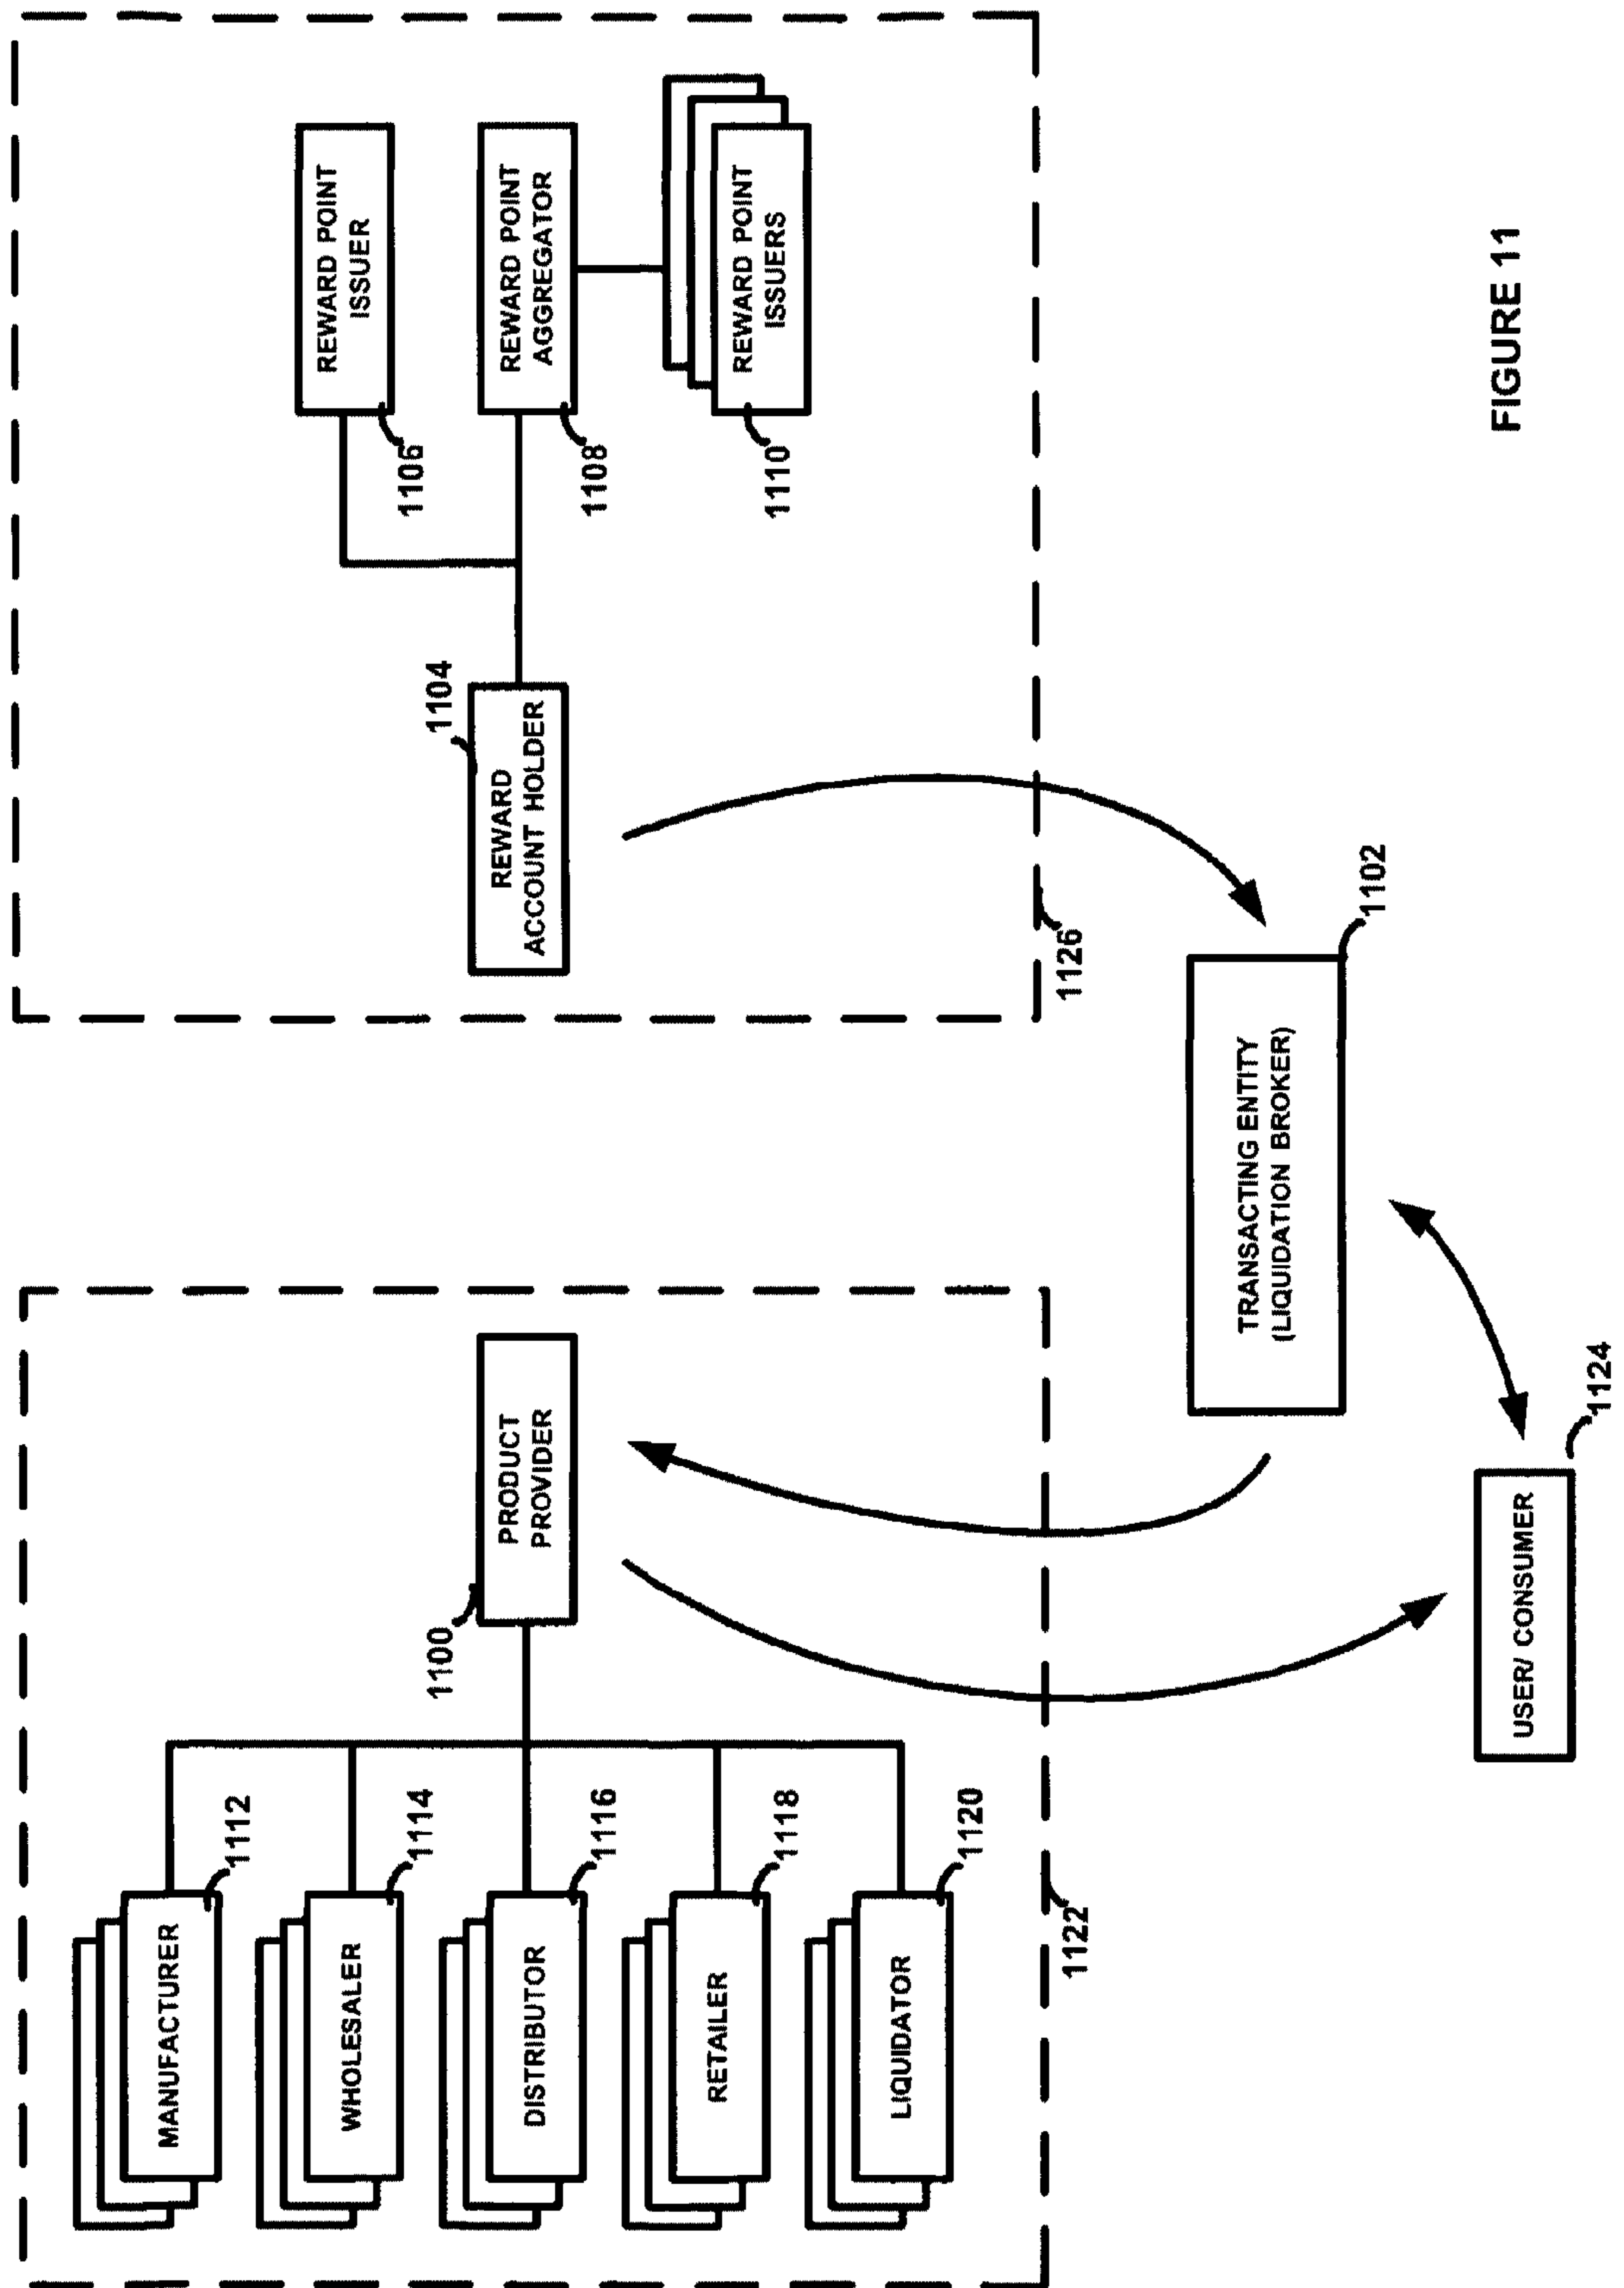 MANUFACTURER
1112
WHOLESALER
1114
DISTRIBUTOR
1116
RETAILER
1118
LIQUIDATOR
1120
1122
1100
PRODUCT
PROVIDER
REWARD
ACCOUNT HOLDER
1104
REWARD POINT
ISSUER
1106
REWARD POINT
AGGREGATOR
1108
REWARD POINT
ISSUERS
1110
1126
TRANSACTING ENTITY
(LIQUIDATION BROKER)
1102
USER/ CONSUMER
1124
FIGURE 11